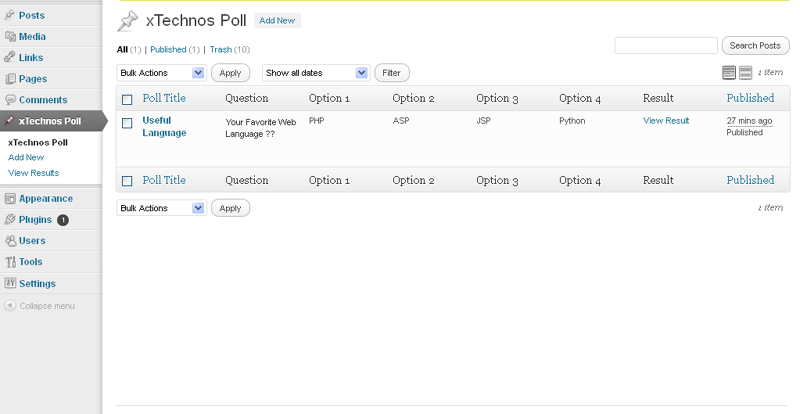 Posts
Media
Links
Pages
Comments
xTechnos Poll
xTechnos Poll
Add New
View Results
Appearance
Plugins 1
Users
Tools
Settings
Collapse menu
xTechnos Poll Add New
All (1) | Published (1) | Trash (10)
Search Posts
Bulk Actions Apply Show all dates Filter 1 item
Poll Title Question Option 1 Option 2 Option 3 Option 4 Result Published
Useful Your Favorite Web PHP ASP JSP Python View Result 27 mins ago
Language Language ?? Published
Poll Title Question Option 1 Option 2 Option 3 Option 4 Result Published
Bulk Actions Apply 1 item